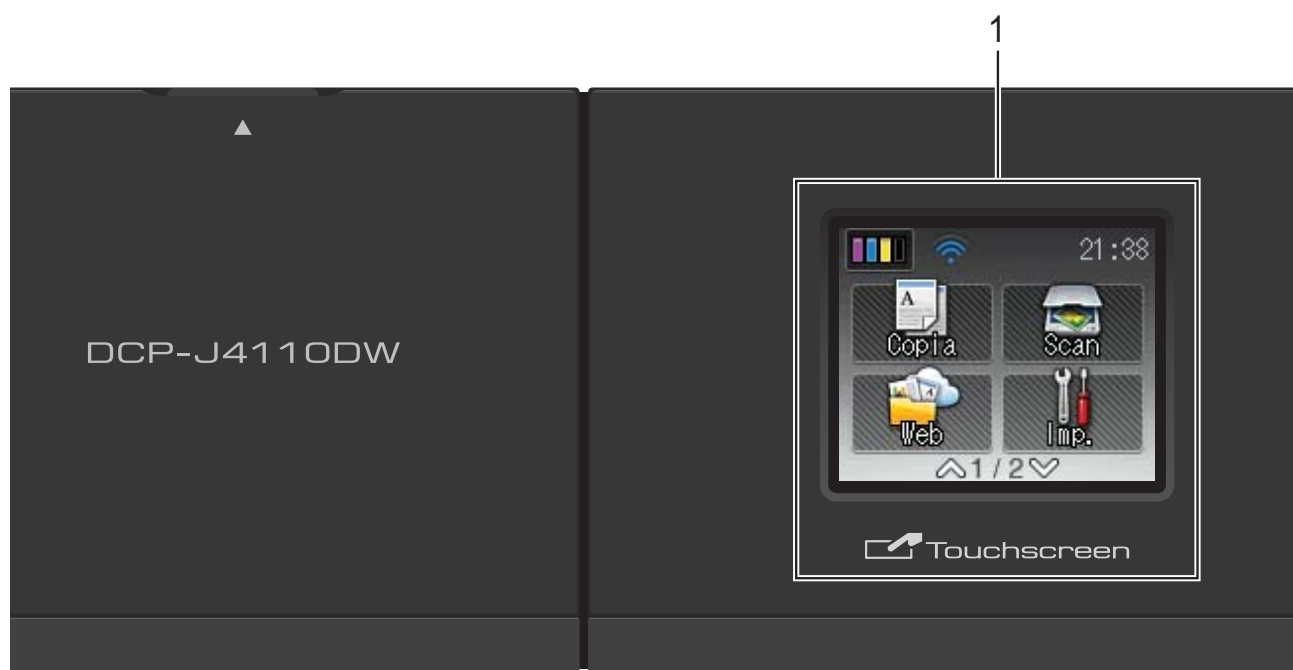 1
DCP-J4110DW
21:38
A
Copia
Scan
A
Web
Imp.
1/2
Touchscreen